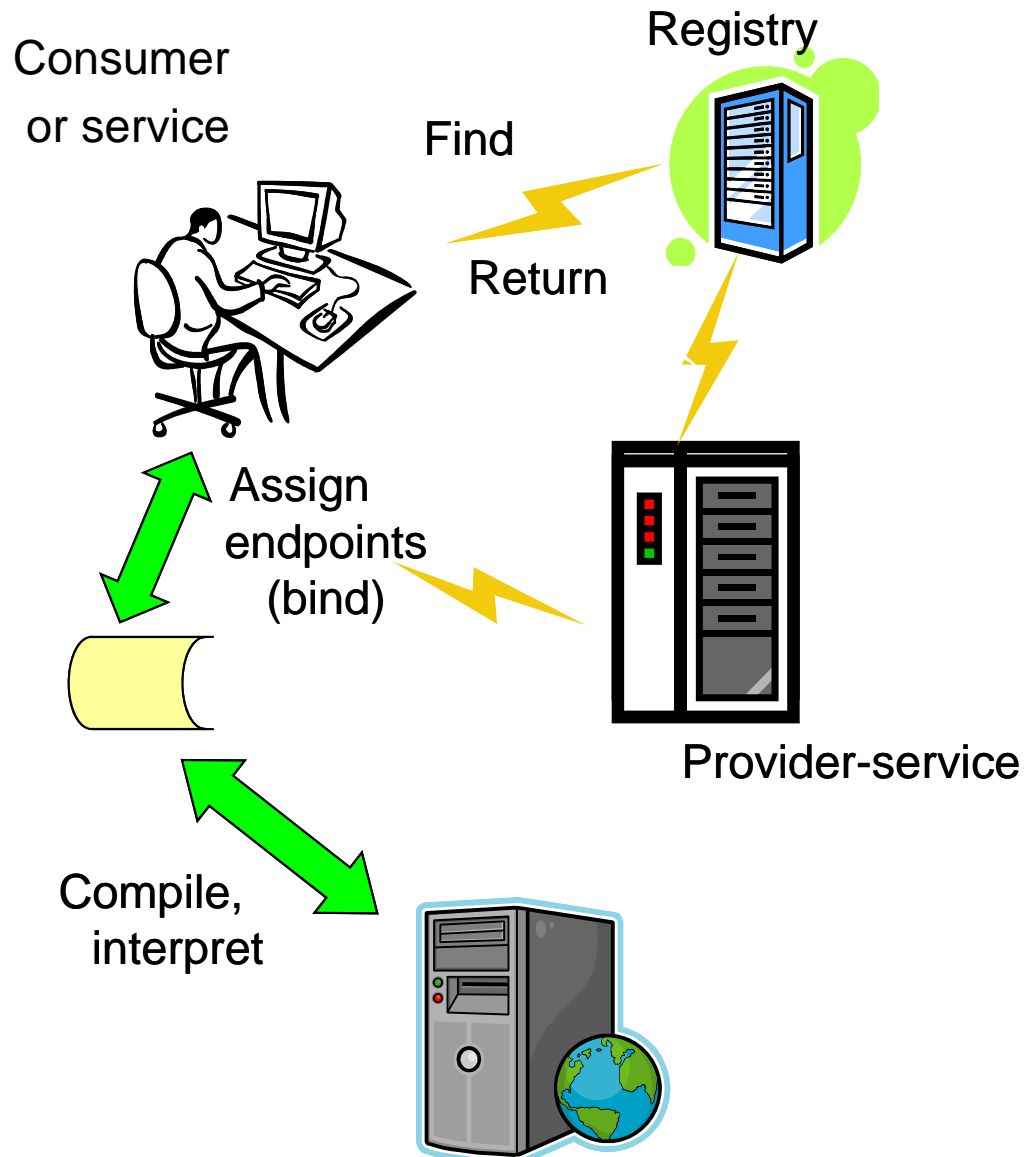 Registry
Consumer
or service
Find
Return
Assign
endpoints
(bind)
Provider-service
Compile,
interpret